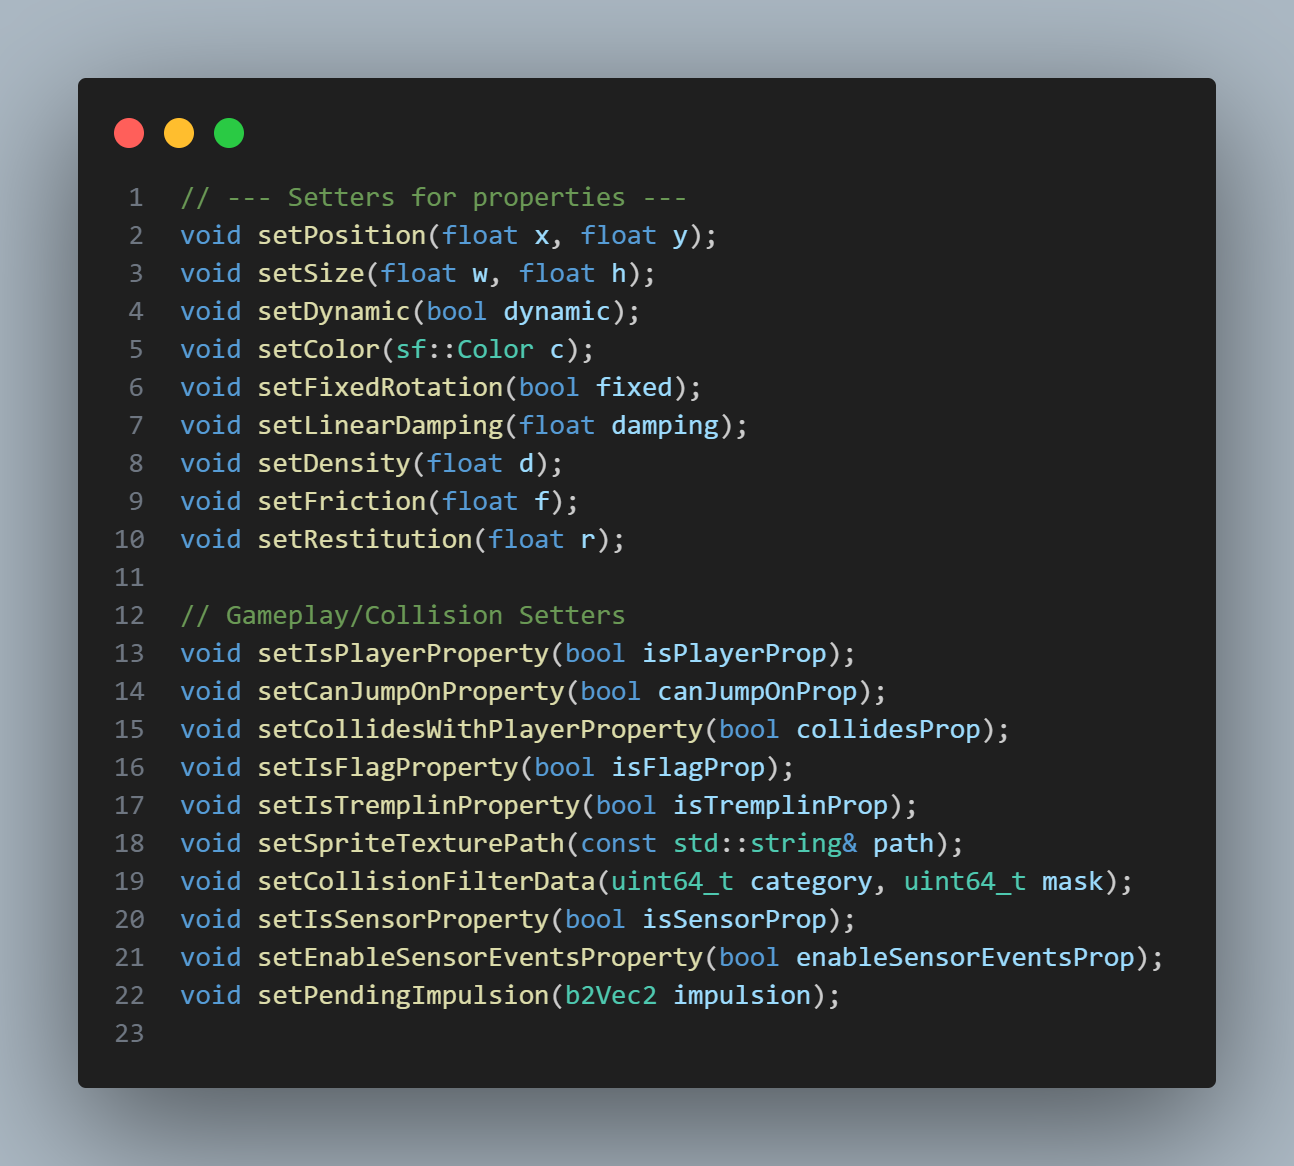 1 // --- Setters for properties ---
2 void setPosition(float x, float y);
3 void setSize(float w, float h);
4 void setDynamic(bool dynamic);
5 void setColor(sf::Color c);
6 void setFixedRotation(bool fixed);
7 void setLinearDamping(float damping);
8 void setDensity(float d);
9 void setFriction(float f);
10 void setRestitution(float r);
11
12 // Gameplay/Collision Setters
13 void setIsPlayerProperty(bool isPlayerProp);
14 void setCanJumpOnProperty(bool canJumpOnProp);
15 void setCollidesWithPlayerProperty(bool collidesProp);
16 void setIsFlagProperty(bool isFlagProp);
17 void setIsTremplinProperty(bool isTremplinProp);
18 void setSpriteTexturePath(const std::string& path);
19 void setCollisionFilterData(uint64_t category, uint64_t mask);
20 void setIsSensorProperty(bool isSensorProp);
21 void setEnableSensorEventsProperty(bool enableSensorEventsProp);
22 void setPendingImpulsion(b2Vec2 impulsion);
23